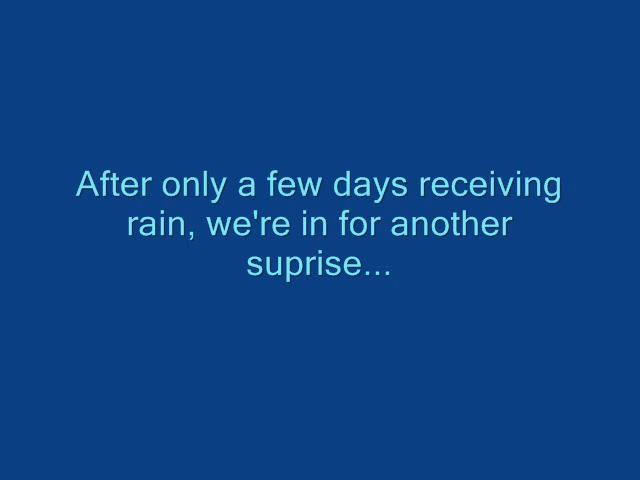 After only a few days receiving
rain, we're in for another
suprise...